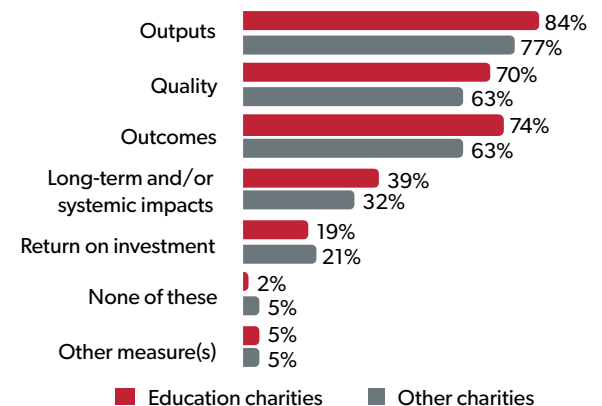 Outputs
84%
77%
Quality
70%
63%
Outcomes
74%
63%
Long-term and/or
systemic impacts
39%
32%
Return on investment
19%
21%
None of these
2%
5%
Other measure(s)
5%
5%
Education charities
Other charities